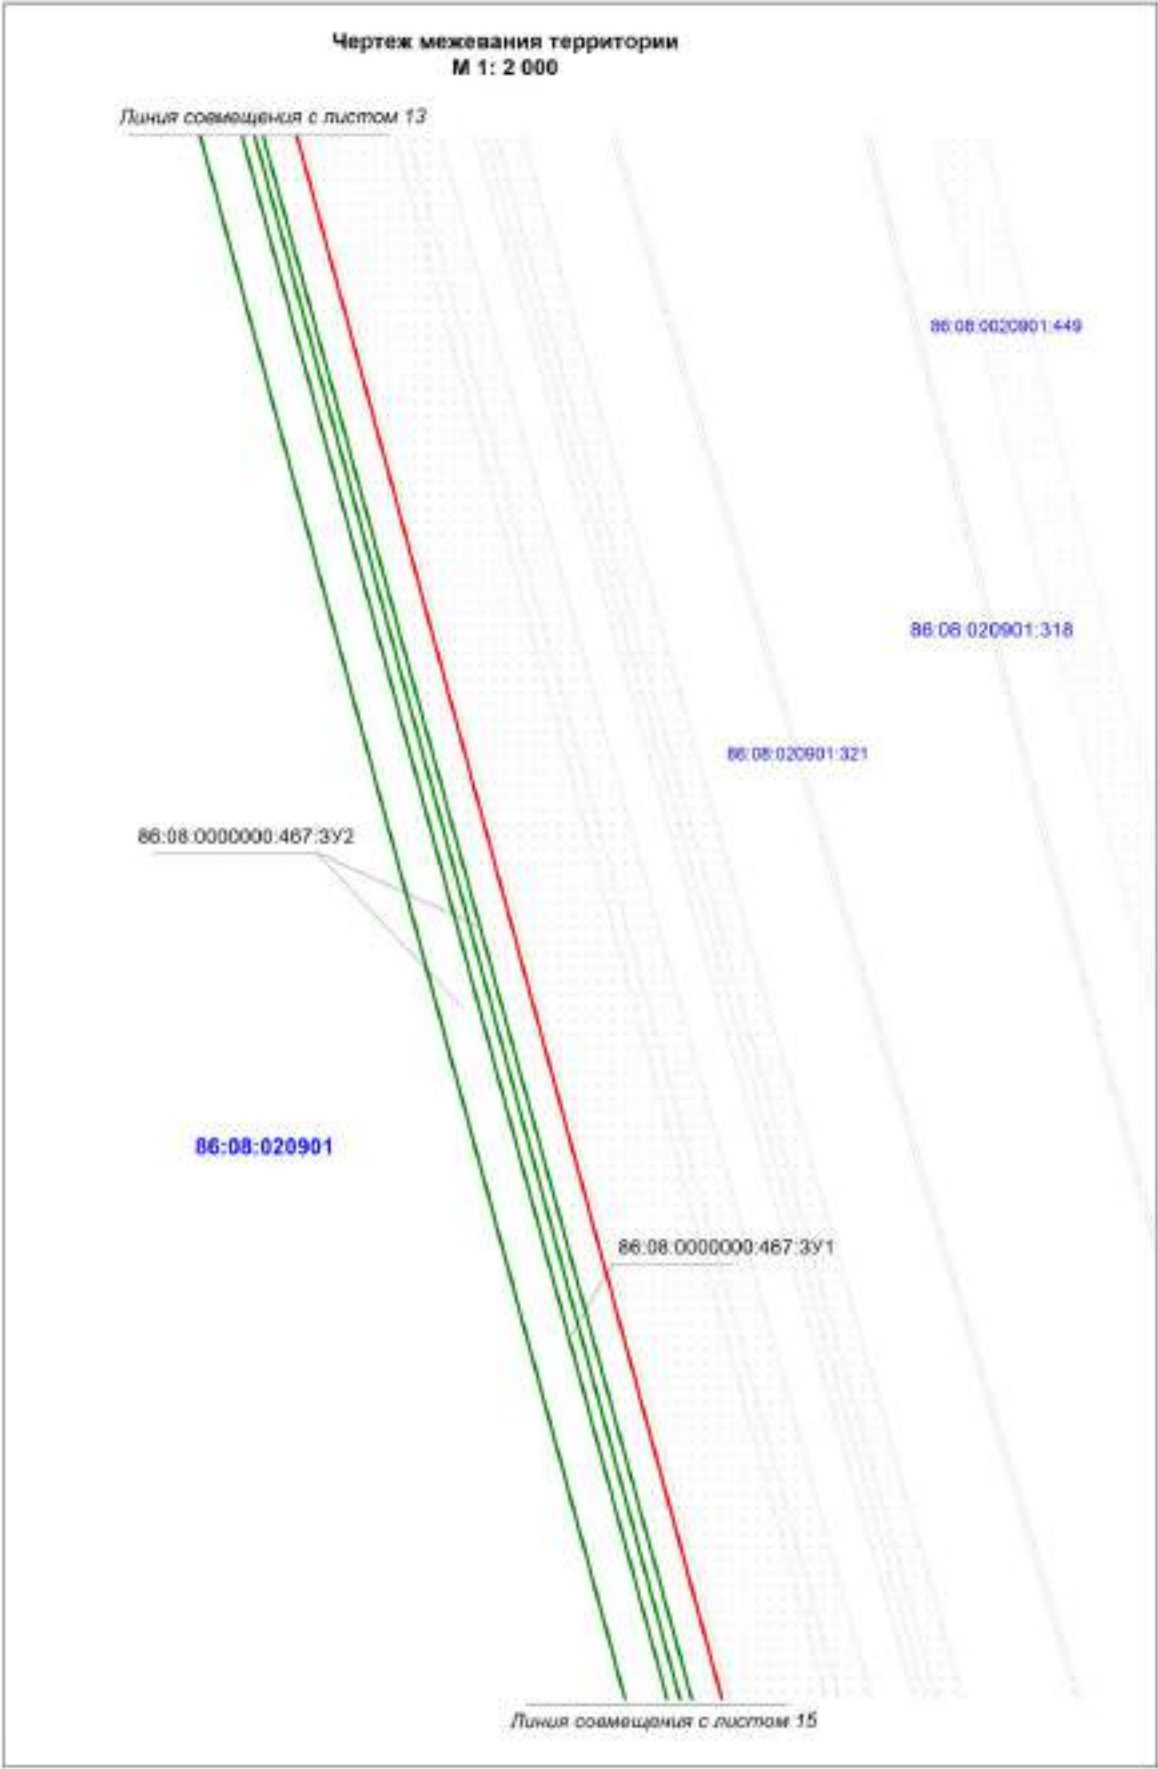 Чертеж межевания территории
М 1: 2 000
Линия совмещения с листом 13
86:08:0020901:449
86:08:020901:318
86:08:020901:321
86:08:0000000:467:ЗУ2
86:08:020901
86:08:0000000:467:ЗУ1
Линия совмещения с листом 15